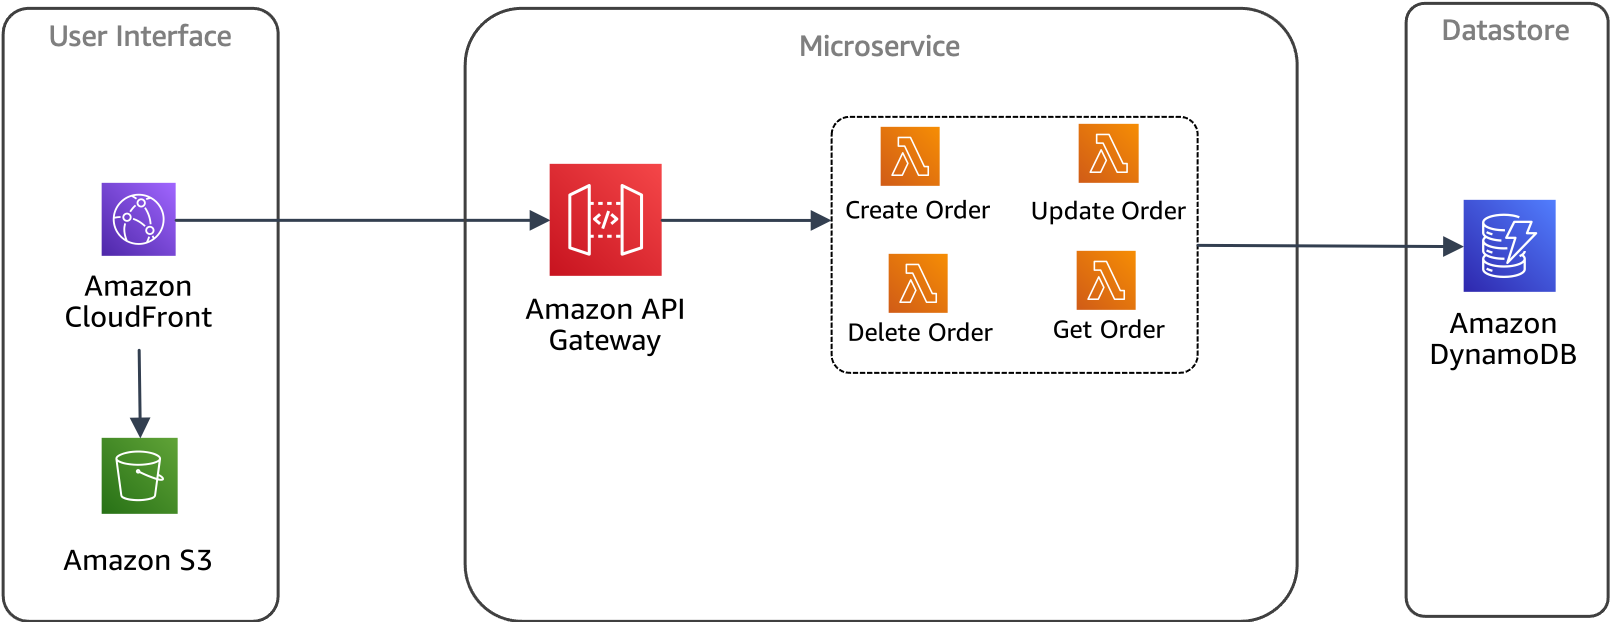 User Interface
Amazon
CloudFront
Amazon S3
Microservice
Amazon API
Gateway
Create Order
Update Order
Delete Order
Get Order
Datastore
Amazon
DynamoDB